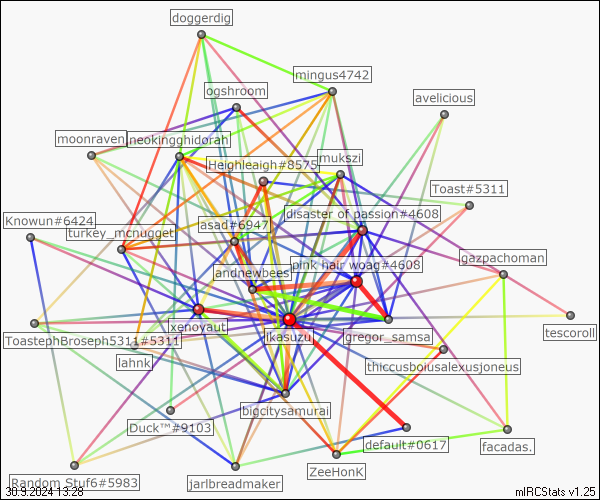 doggerdig
mingus4742
ogshroom
avelicious
moonraven
neokingghidorah
mukszi
Heighleaigh#8575
Toast#5311
disaster of passion#4608
Knowun#6424
asad#6947
turkey_mcnugget
gazpachoman
pink hair woag#4608
andnewbees
xenoyaut
ikasuzu
gregor_samsa
tescoroll
ToastephBroseph5311#5311
lahnk
thiccusboiusalexusjoneus
bigcitysamurai
Duck™#9103
default#0617
facadas.
ZeeHonK
Random Stuf6#5983
jarlbreadmaker
30.9.2024 13:28
mIRCStats v1.25